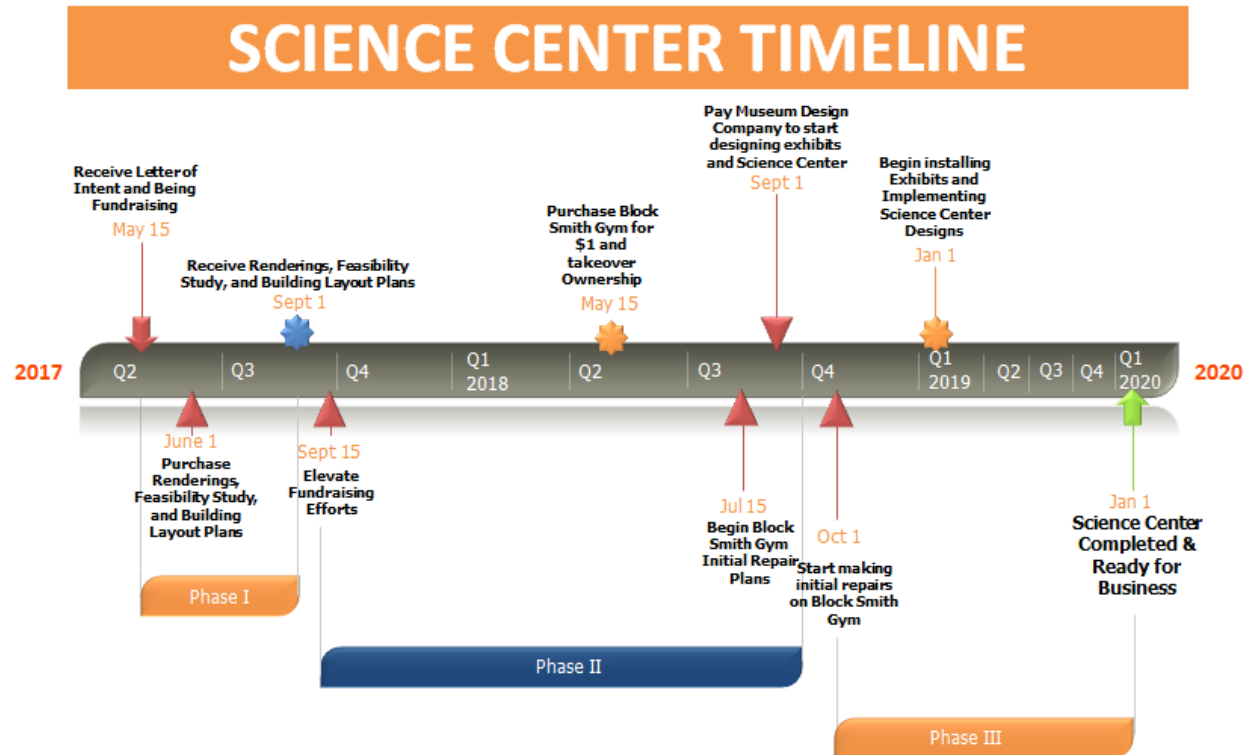 SCIENCE CENTER TIMELINE
Pay Museum Design
Company to start
designing exhibits
and Science Center
Sept 1
Receive Letter of
Intent and Being
Fundraising
May 15
Begin installing
Exhibits and
Implementing
Science Center
Designs
Jan 1
Purchase Block
Smith Gym for
$1 and
takeover
Ownership
May 15
Receive Renderings, Feasibility
Study, and Building Layout Plans
Sept 1
2017
Q2
Q3
Q4
Q1
2018
Q2
Q3
Q4
Q1
2019
Q2
Q3
Q4
Q1
2020
2020
June 1
Purchase
Renderings,
Feasibility Study,
and Building
Layout Plans
Sept 15
Elevate
Fundraising
Efforts
Jul 15
Begin Block
Smith Gym
Initial Repair
Plans
Oct 1
Start making
initial repairs
on Block Smith
Gym
Jan 1
Science Center
Completed &
Ready for
Business
Phase I
Phase II
Phase III